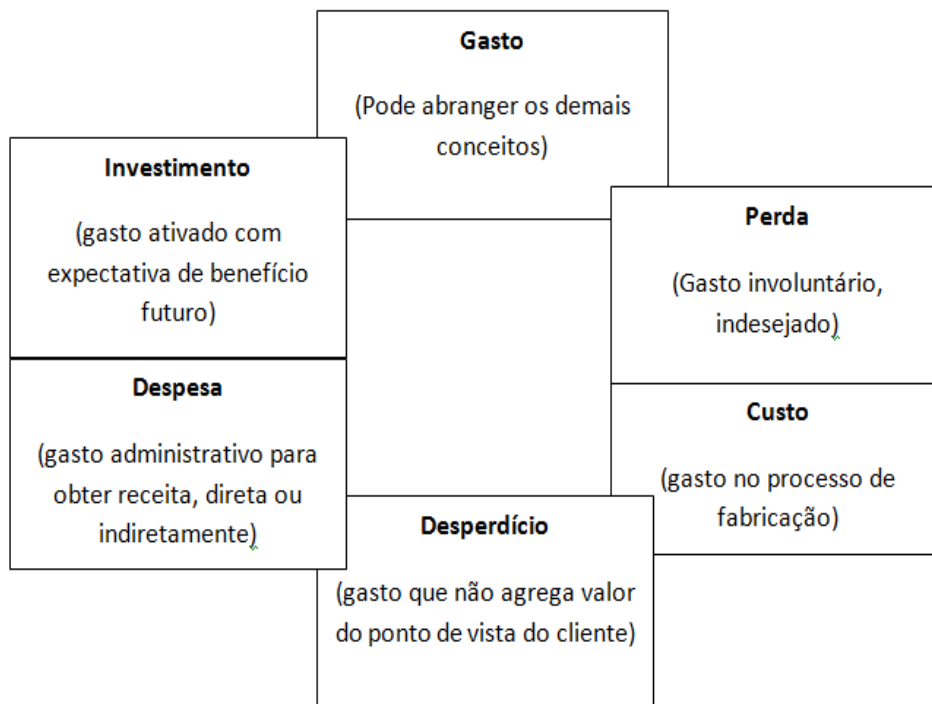 Gasto
(Pode abranger os demais
conceitos)
Investimento
(gasto ativado com
expectativa de benefício
futuro)
Perda
(Gasto involuntário,
indesejado)
Despesa
(gasto administrativo para
obter receita, direta ou
indiretamente)
Custo
(gasto no processo de
fabricação)
Desperdício
(gasto que não agrega valor
do ponto de vista do cliente)